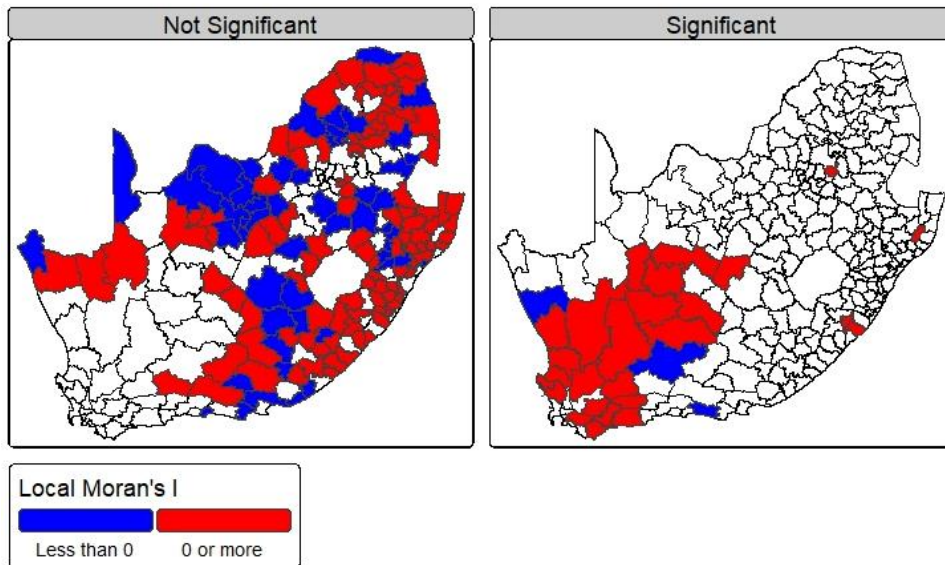 Not Significant
Significant
Local Moran's I
Less than 0
0 or more